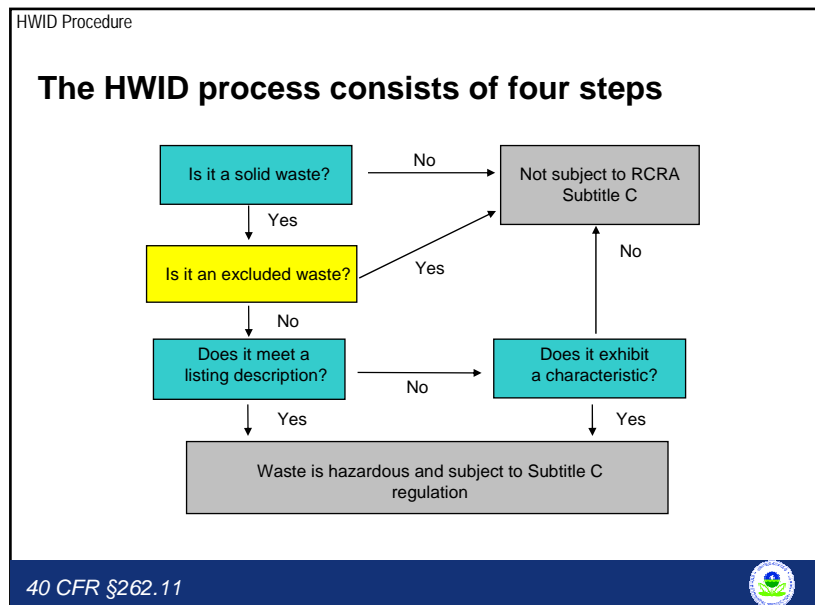 HWID Procedure
The HWID process consists of four steps
Is it a solid waste?
No
Not subject to RCRA
Subtitle C
Yes
Is it an excluded waste?
Yes
No
No
Does it meet a
listing description?
No
Does it exhibit
a characteristic?
Yes
Yes
Waste is hazardous and subject to Subtitle C
regulation
40 CFR §262.11